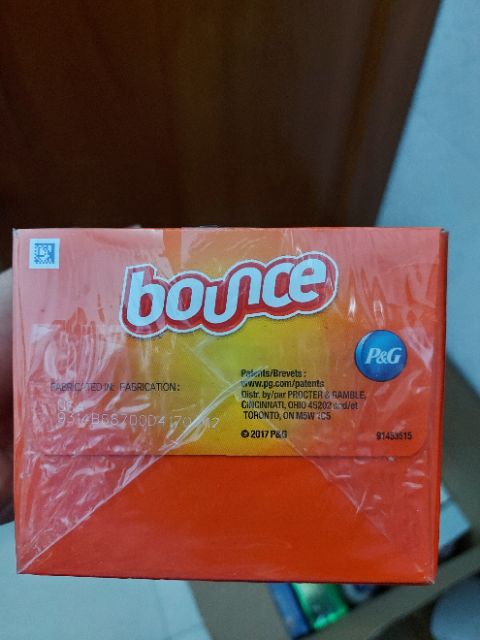 bounce
P&G
Patents/Brevets :
www.pg.com/patents
FABRICATED IN: FABRICATION :
Distr. by/par PROCTER & GAMBLE,
CINCINNATI, OHIO 45202 and/et
TORONTO, ON M5W 1C5
© 2017 P&G
91453515